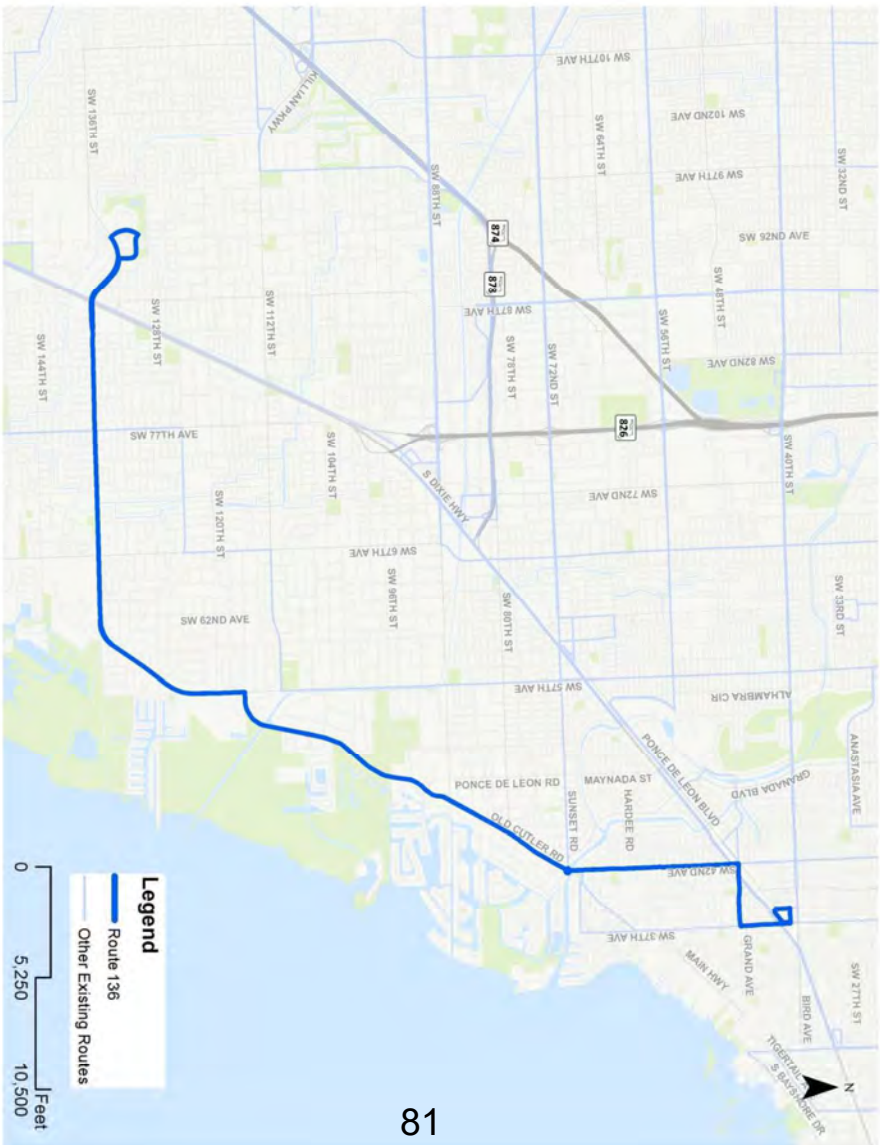 SW 107TH AVE
SW 102ND AVE
SW 97TH AVE
SW 92ND AVE
SW 64TH ST
SW 32ND ST
SW 48TH ST
KILLIAN PKWY
SW 136TH ST
SW 88TH ST
874
878
SW 87TH AVE
SW 56TH ST
SW 82ND AVE
SW 78TH ST
SW 72ND ST
SW 112TH ST
SW 128TH ST
SW 144TH ST
SW 77TH AVE
826
SW 40TH ST
SW 104TH ST
S DIXIE HWY
SW 72ND AVE
SW 120TH ST
SW 67TH AVE
SW 96TH ST
SW 80TH ST
SW 33RD ST
SW 62ND AVE
SW 57TH AVE
ALHAMBRA CIR
PONCE DE LEON BLVD
ANASTASIA AVE
GRANADA BLVD
PONCE DE LEON RD
MAYNADA ST
HARDEE RD
SUNSET RD
OLD CUTLER RD
SW 42ND AVE
SW 37TH AVE
GRAND AVE
MAIN HWY
BIRD AVE
SW 27TH ST
S BAYSHORE DR
N
Legend
Route 136
Other Existing Routes
0
5,250
10,500
Feet
81